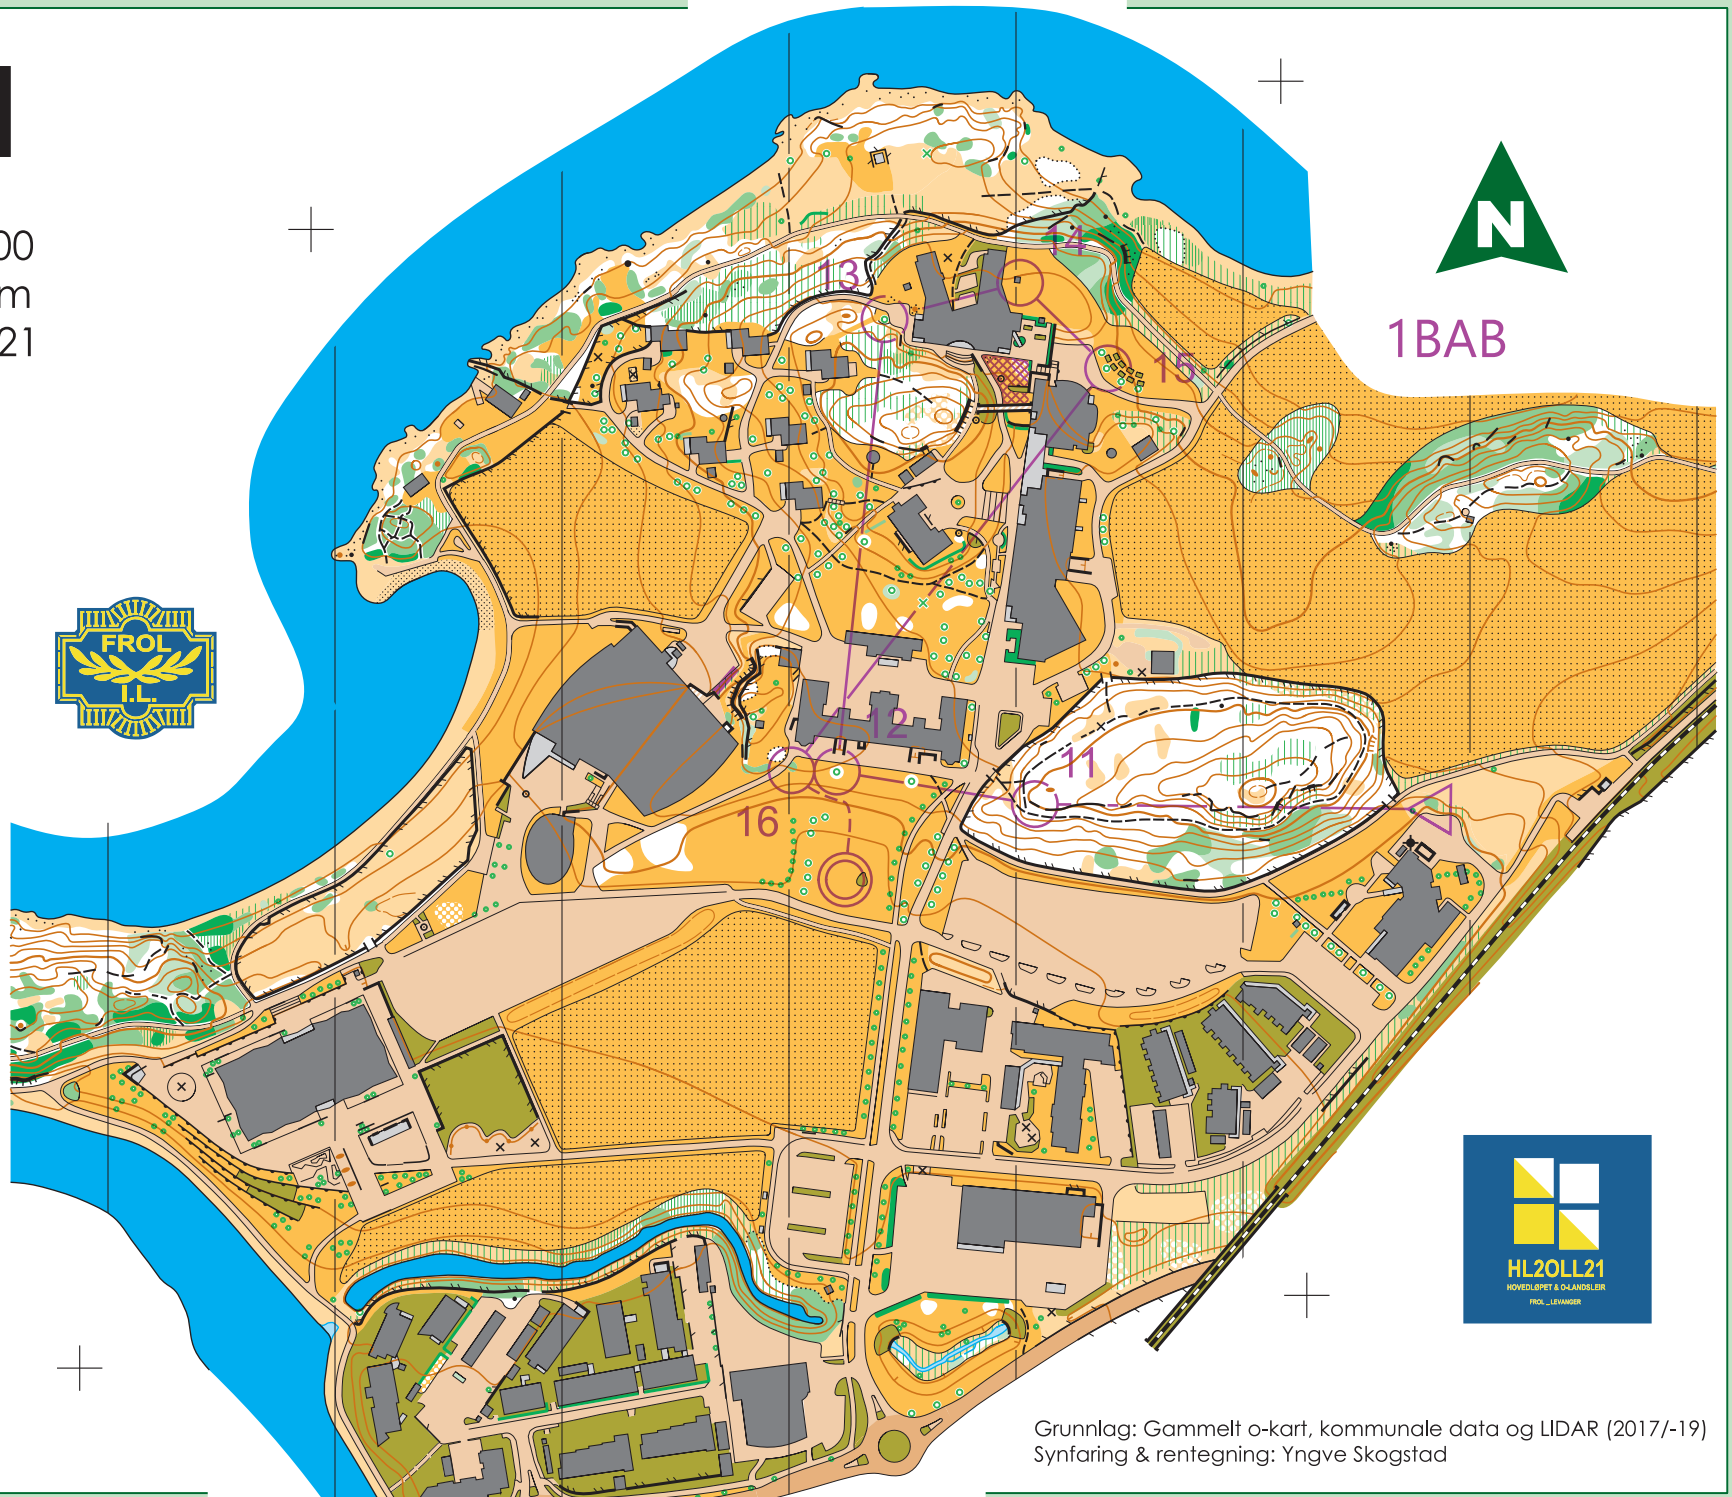 00
m
21
N
1BAB
14
13
15
FROL
I.L.
12
11
16
HL2OLL21
HOVEDLØPET & O-LANDSLEIR
FROL _ LEVANGER
Grunnlag: Gammelt o-kart, kommunale data og LIDAR (2017/-19)
Synfaring & rentegning: Yngve Skogstad